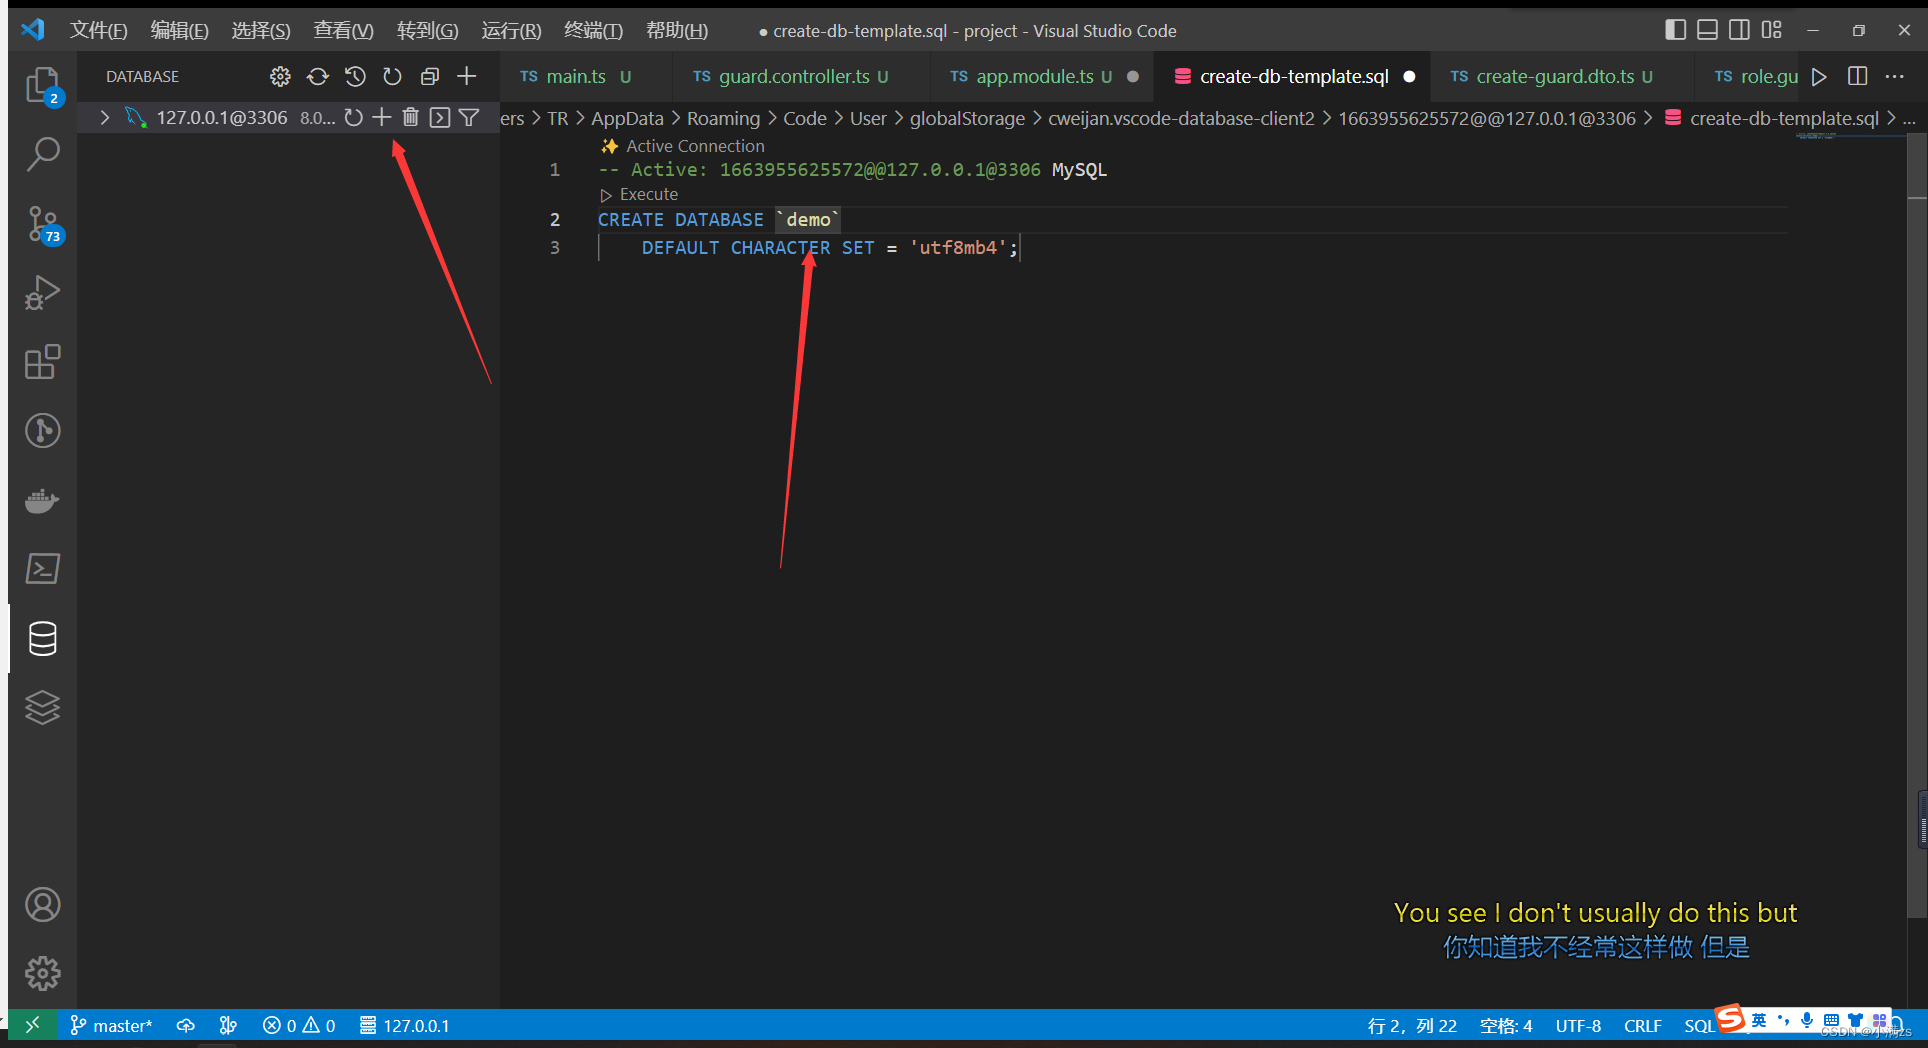 文件(F) 编辑(E) 选择(S) 查看(V) 转到(G) 运行(R) 终端(T) 帮助(H) ● create-db-template.sql - project - Visual Studio Code
DATABASE
TS main.ts U TS guard.controller.ts U TS app.module.ts U create-db-template.sql TS create-guard.dto.ts U TS role.gu
127.0.0.1@3306 8.0...
ers > TR > AppData > Roaming > Code > User > globalStorage > cweijan.vscode-database-client2 > 1663955625572@@127.0.0.1@3306 > create-db-template.sql > ...
Active Connection
1 -- Active: 1663955625572@@127.0.0.1@3306 MySQL
Execute
2 CREATE DATABASE `demo`
3 DEFAULT CHARACTER SET = 'utf8mb4';
2
73
You see I don't usually do this but
你知道我不经常这样做 但是
master* 0 0 127.0.0.1 行 2，列 22 空格: 4 UTF-8 CRLF SQL
英
CSDN @小满zs